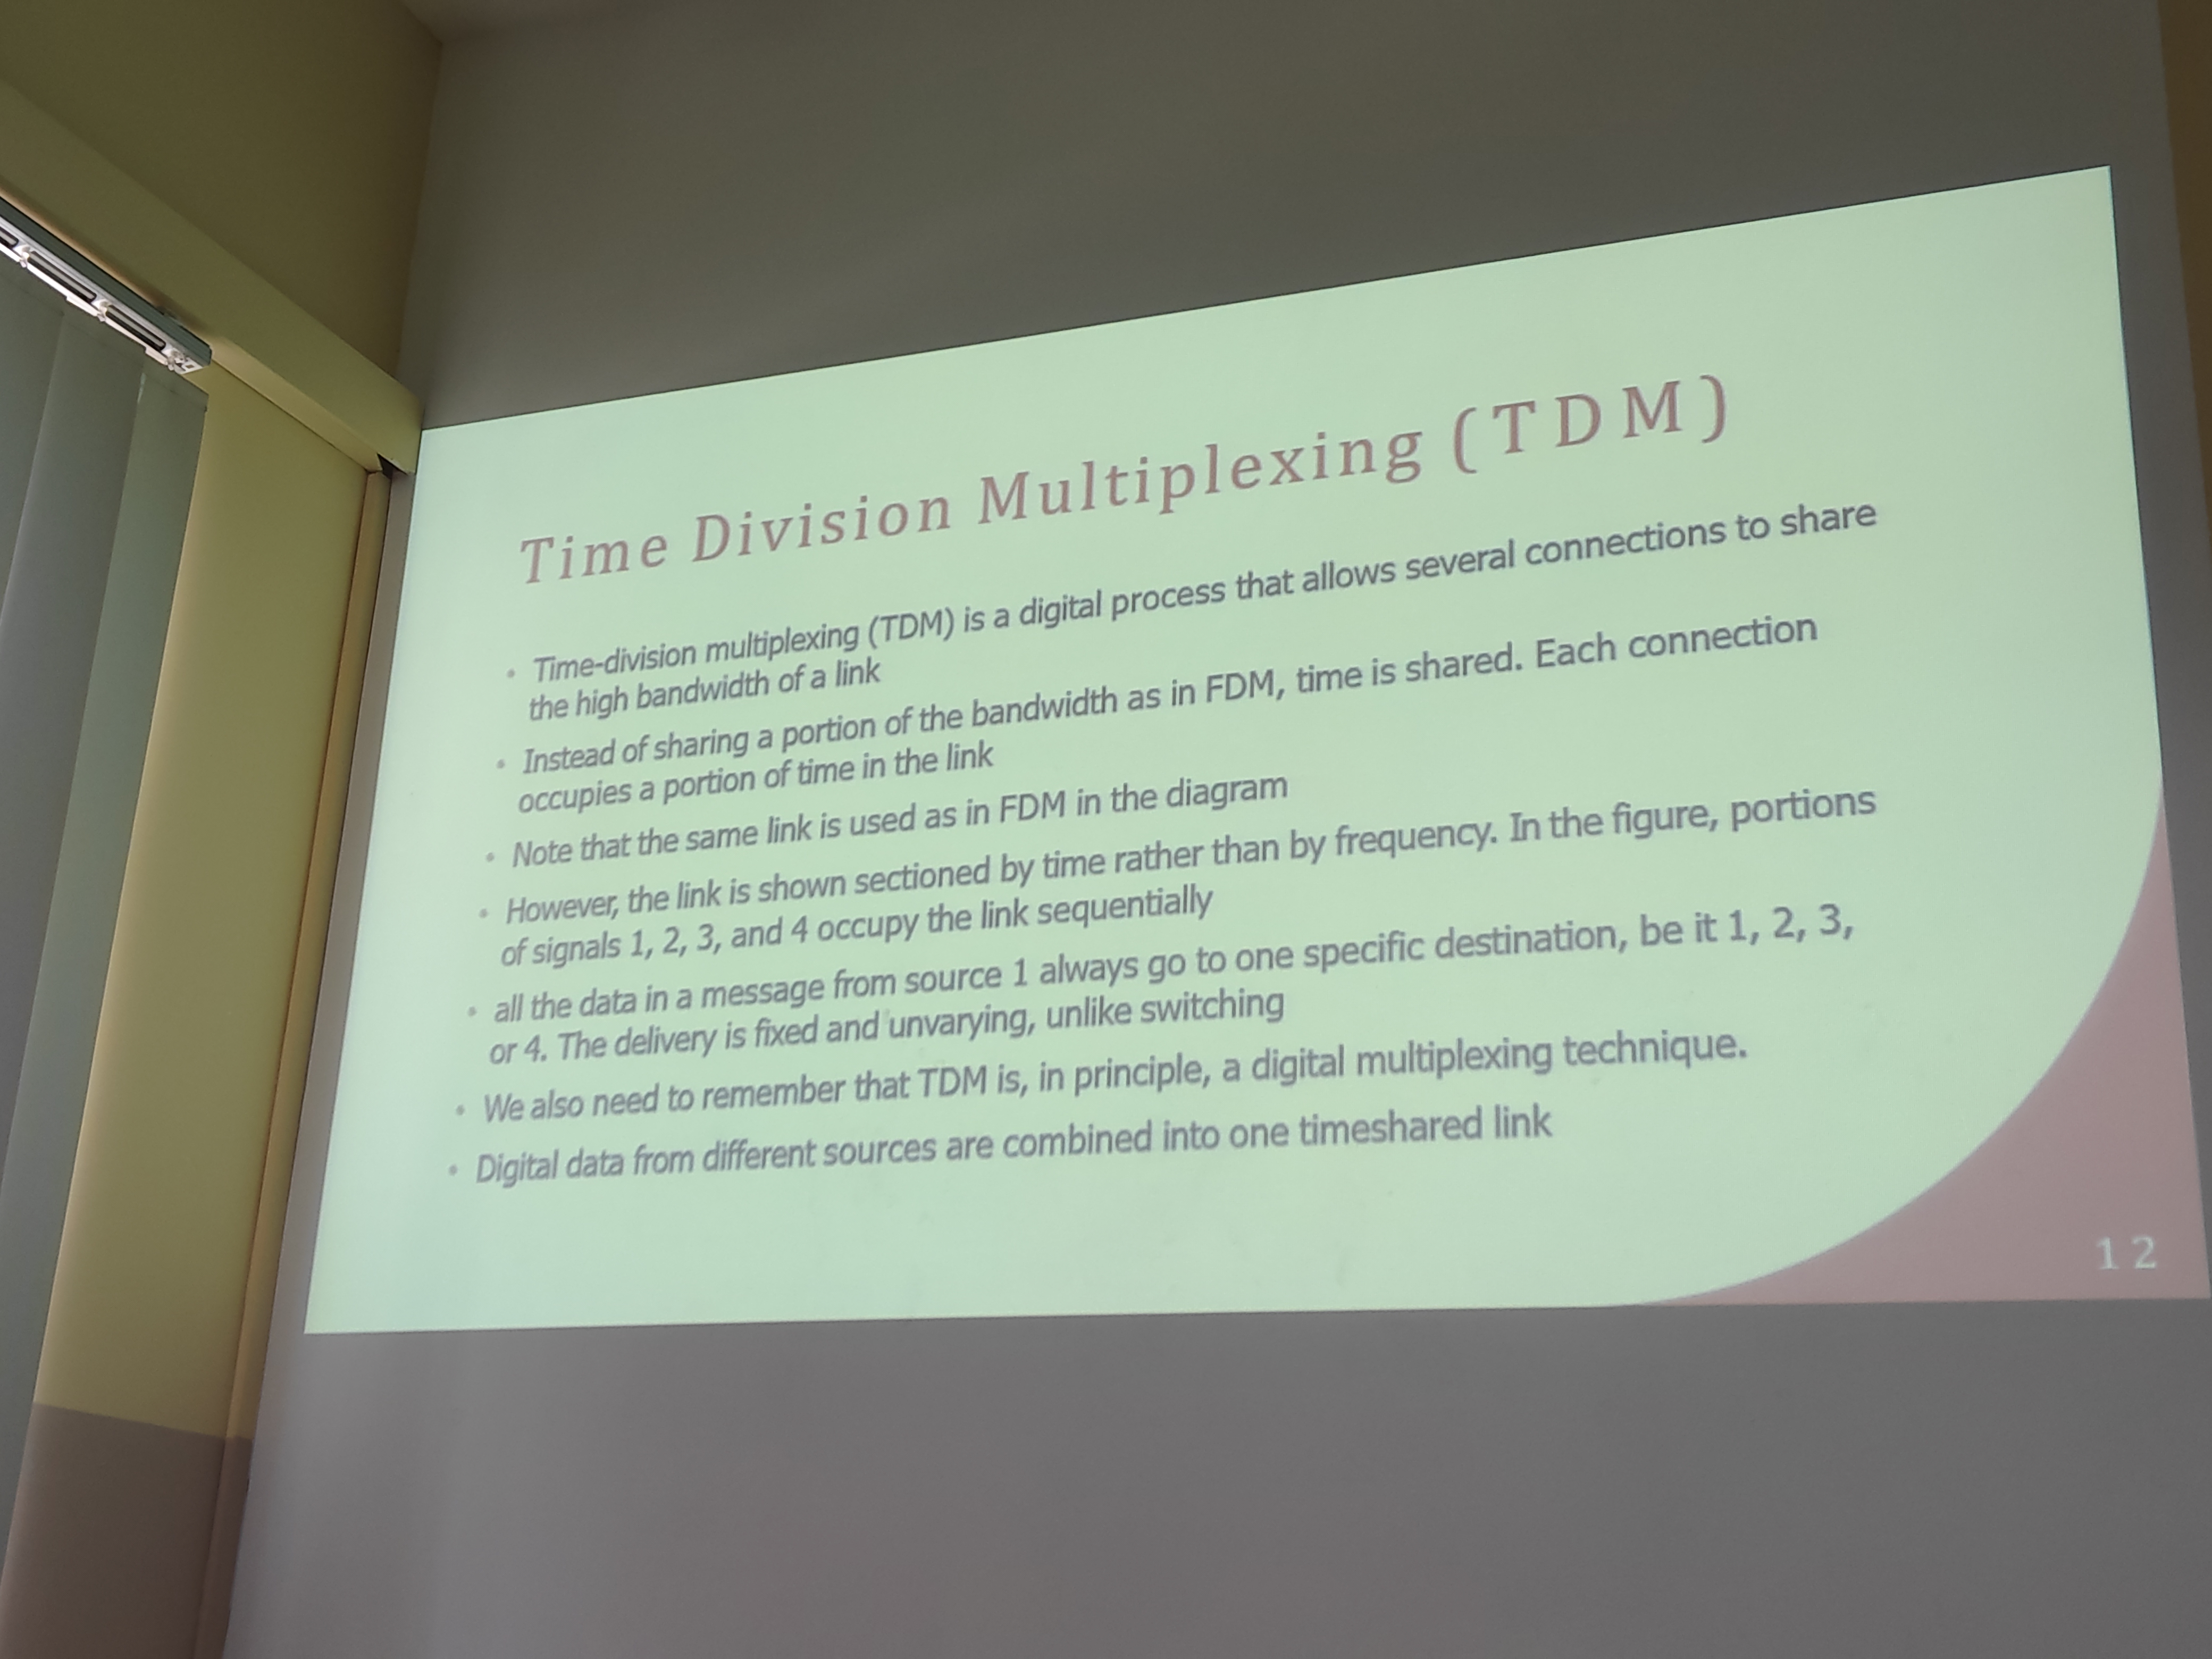 Time Division Multiplexing (TDM)
• Time-division multiplexing (TDM) is a digital process that allows several connections to share
the high bandwidth of a link
• Instead of sharing a portion of the bandwidth as in FDM, time is shared. Each connection
occupies a portion of time in the link
• Note that the same link is used as in FDM in the diagram
• However, the link is shown sectioned by time rather than by frequency. In the figure, portions
of signals 1, 2, 3, and 4 occupy the link sequentially
• all the data in a message from source 1 always go to one specific destination, be it 1, 2, 3,
or 4. The delivery is fixed and unvarying, unlike switching
• We also need to remember that TDM is, in principle, a digital multiplexing technique.
• Digital data from different sources are combined into one timeshared link
12